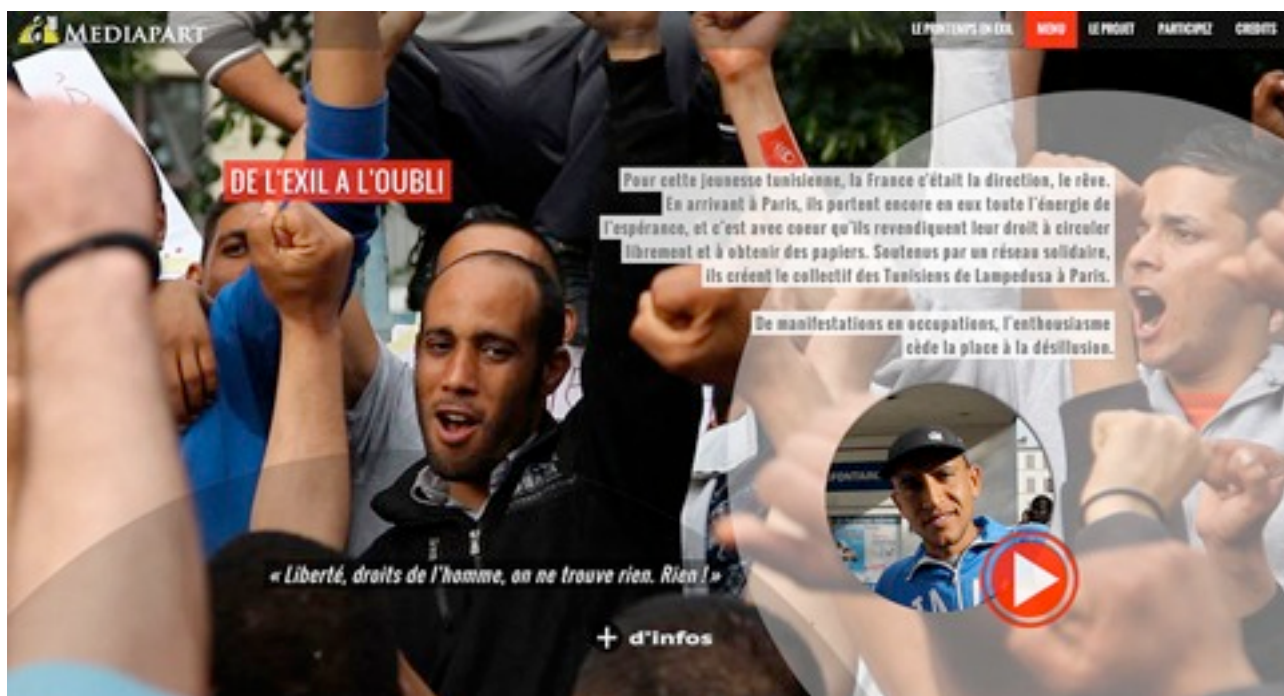 MEDIAPART
LE PRINTEMPS EN EXIL
MENU
LE PROJET
PARTICIPEZ
CREDITS
DE L'EXIL A L'OUBLI
Pour cette jeunesse tunisienne, la France c'était la direction, le rêve.
En arrivant à Paris, ils portent encore en eux toute l'énergie de
l'espérance, et c'est avec coeur qu'ils revendiquent leur droit à circuler
librement et à obtenir des papiers. Soutenus par un réseau solidaire,
ils créent le collectif des Tunisiens de Lampedusa à Paris.
De manifestations en occupations, l'enthousiasme
cède la place à la désillusion.
« Liberté, droits de l'homme, on ne trouve rien. Rien ! »
+ d'infos